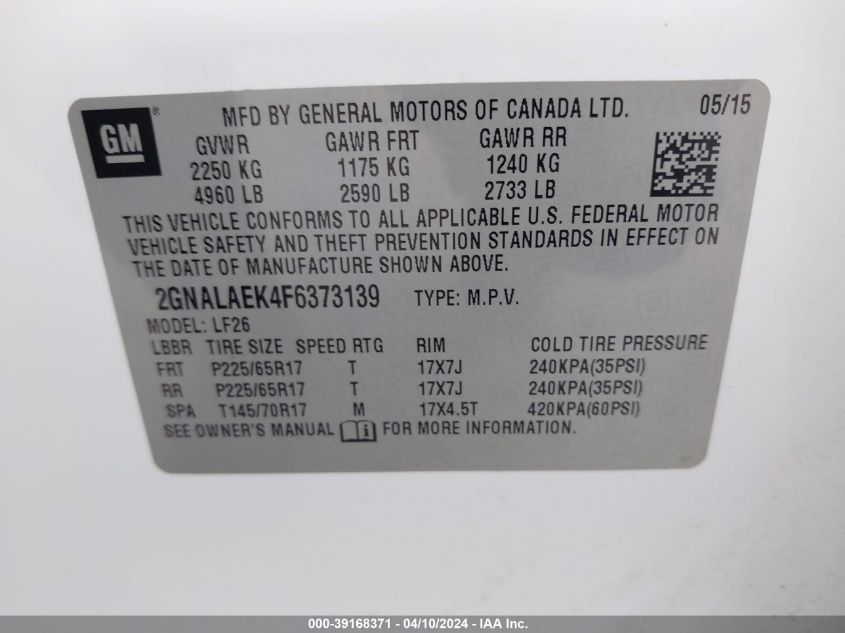 GM ®
MFD BY GENERAL MOTORS OF CANADA LTD. 05/15
GVWR GAWR FRT GAWR RR
2250 KG 1175 KG 1240 KG
4960 LB 2590 LB 2733 LB
THIS VEHICLE CONFORMS TO ALL APPLICABLE U.S. FEDERAL MOTOR
VEHICLE SAFETY AND THEFT PREVENTION STANDARDS IN EFFECT ON
THE DATE OF MANUFACTURE SHOWN ABOVE.
2GNALAEK4F6373139 TYPE: M.P.V.
MODEL: LF26
LBBR TIRE SIZE SPEED RTG RIM COLD TIRE PRESSURE
FRT P225/65R17 T 17X7J 240KPA(35PSI)
RR P225/65R17 T 17X7J 240KPA(35PSI)
SPA T145/70R17 M 17X4.5T 420KPA(60PSI)
SEE OWNER'S MANUAL FOR MORE INFORMATION.
000-39168371 - 04/10/2024 - IAA Inc.